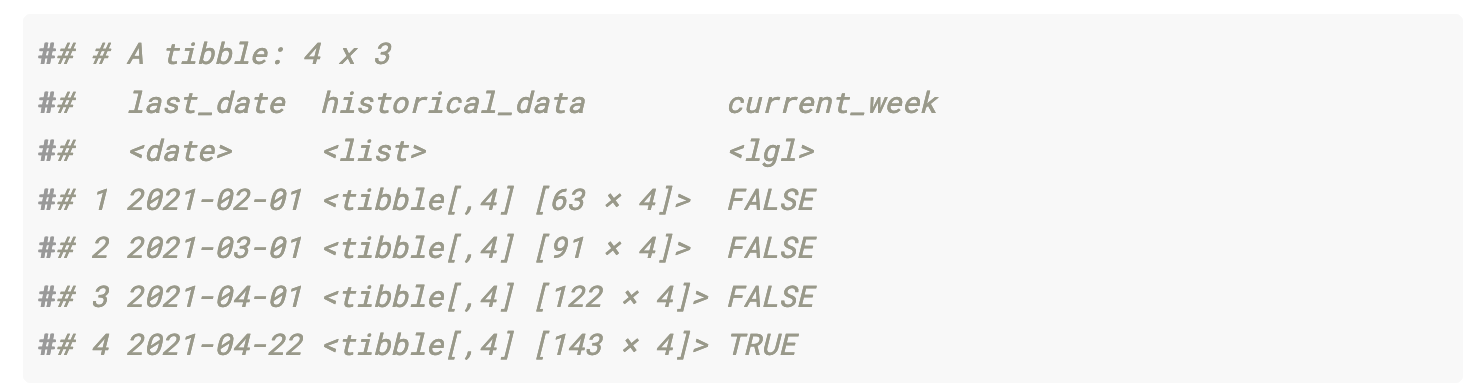 ## # A tibble: 4 x 3
##   last_date  historical_data        current_week
##   <date>     <list>                 <lgl>
## 1 2021-02-01 <tibble[,4] [63 × 4]>  FALSE
## 2 2021-03-01 <tibble[,4] [91 × 4]>  FALSE
## 3 2021-04-01 <tibble[,4] [122 × 4]> FALSE
## 4 2021-04-22 <tibble[,4] [143 × 4]> TRUE